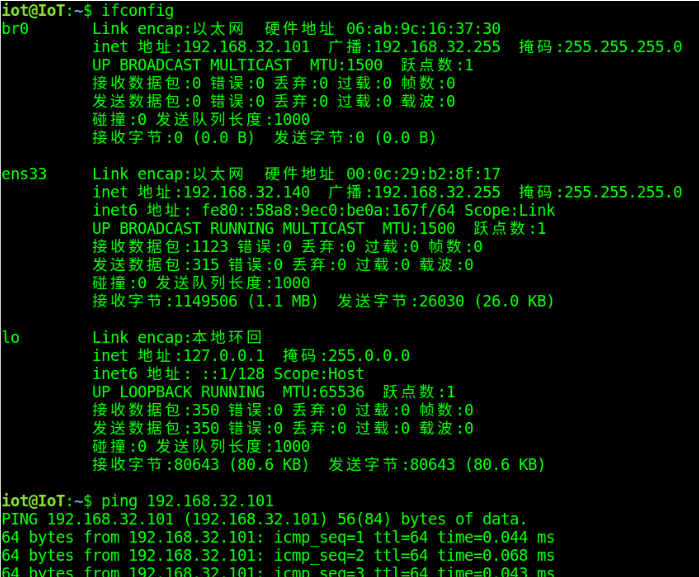 iot@IoT:~$ ifconfig
br0 Link encap:以太网 硬件地址 06:ab:9c:16:37:30
inet 地址:192.168.32.101 广播:192.168.32.255 掩码:255.255.255.0
UP BROADCAST MULTICAST MTU:1500 跃点数:1
接收数据包:0 错误:0 丢弃:0 过载:0 帧数:0
发送数据包:0 错误:0 丢弃:0 过载:0 载波:0
碰撞:0 发送队列长度:1000
接收字节:0 (0.0 B) 发送字节:0 (0.0 B)
ens33 Link encap:以太网 硬件地址 00:0c:29:b2:8f:17
inet 地址:192.168.32.140 广播:192.168.32.255 掩码:255.255.255.0
inet6 地址: fe80::58a8:9ec0:be0a:167f/64 Scope:Link
UP BROADCAST RUNNING MULTICAST MTU:1500 跃点数:1
接收数据包:1123 错误:0 丢弃:0 过载:0 帧数:0
发送数据包:315 错误:0 丢弃:0 过载:0 载波:0
碰撞:0 发送队列长度:1000
接收字节:1149506 (1.1 MB) 发送字节:26030 (26.0 KB)
lo Link encap:本地环回
inet 地址:127.0.0.1 掩码:255.0.0.0
inet6 地址: ::1/128 Scope:Host
UP LOOPBACK RUNNING MTU:65536 跃点数:1
接收数据包:350 错误:0 丢弃:0 过载:0 帧数:0
发送数据包:350 错误:0 丢弃:0 过载:0 载波:0
碰撞:0 发送队列长度:1000
接收字节:80643 (80.6 KB) 发送字节:80643 (80.6 KB)
iot@IoT:~$ ping 192.168.32.101
PING 192.168.32.101 (192.168.32.101) 56(84) bytes of data.
64 bytes from 192.168.32.101: icmp_seq=1 ttl=64 time=0.044 ms
64 bytes from 192.168.32.101: icmp_seq=2 ttl=64 time=0.068 ms
64 bytes from 192.168.32.101: icmp_seq=3 ttl=64 time=0.043 ms